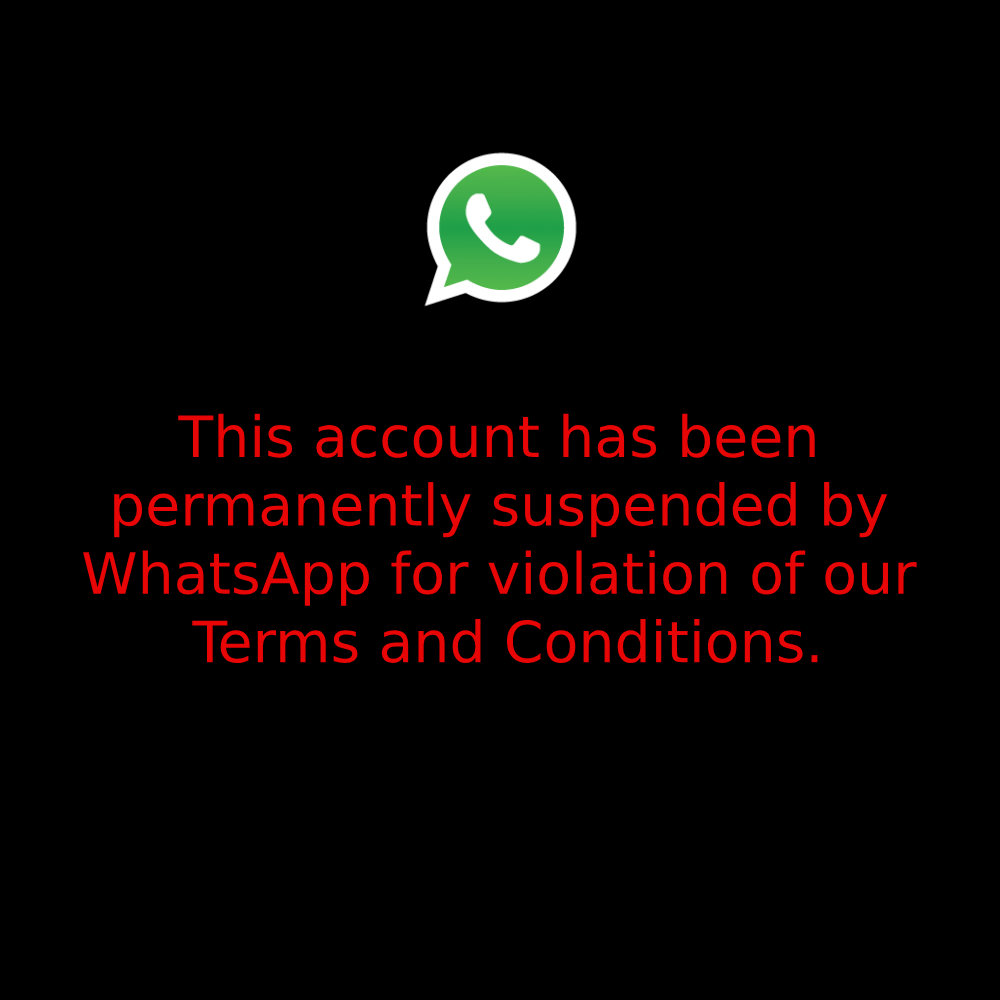 This account has been
permanently suspended by
WhatsApp for violation of our
Terms and Conditions.